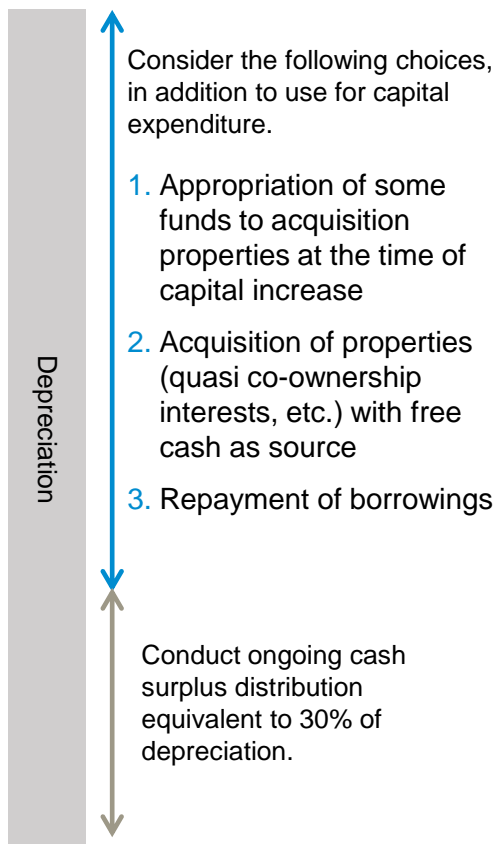 Consider the following choices,
in addition to use for capital
expenditure.
1. Appropriation of some
funds to acquisition
properties at the time of
capital increase
2. Acquisition of properties
(quasi co-ownership
interests, etc.) with free
cash as source
3. Repayment of borrowings
Depreciation
Conduct ongoing cash
surplus distribution
equivalent to 30% of
depreciation.